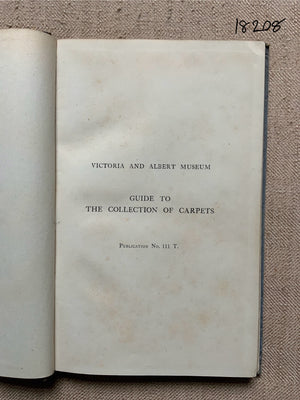 18208
VICTORIA AND ALBERT MUSEUM
GUIDE TO
THE COLLECTION OF CARPETS
PUBLICATION No. 111 T.